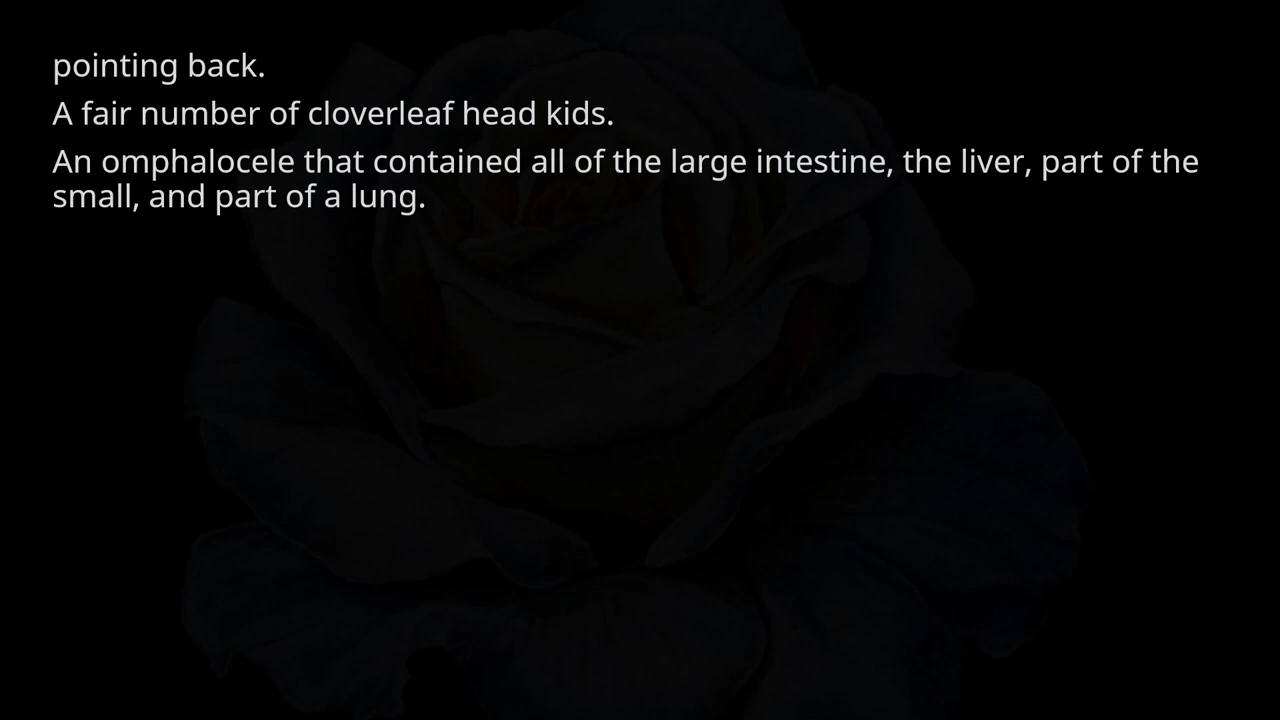 pointing back.
A fair number of cloverleaf head kids.
An omphalocele that contained all of the large intestine, the liver, part of the
small, and part of a lung.